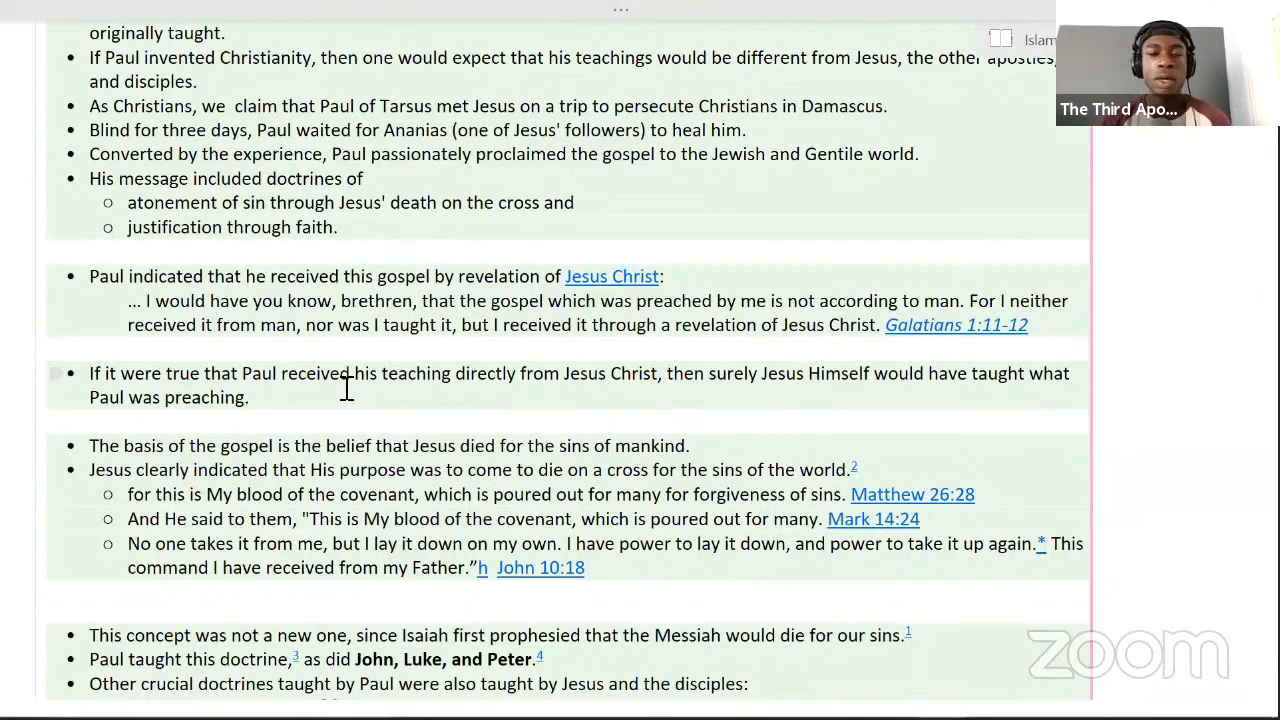 ...
originally taught.
Islam
• If Paul invented Christianity, then one would expect that his teachings would be different from Jesus, the other apostles,
and disciples.
The Third Apo...
• As Christians, we claim that Paul of Tarsus met Jesus on a trip to persecute Christians in Damascus.
• Blind for three days, Paul waited for Ananias (one of Jesus' followers) to heal him.
• Converted by the experience, Paul passionately proclaimed the gospel to the Jewish and Gentile world.
• His message included doctrines of
○ atonement of sin through Jesus' death on the cross and
○ justification through faith.
• Paul indicated that he received this gospel by revelation of Jesus Christ:
... I would have you know, brethren, that the gospel which was preached by me is not according to man. For I neither
received it from man, nor was I taught it, but I received it through a revelation of Jesus Christ. Galatians 1:11-12
• If it were true that Paul received his teaching directly from Jesus Christ, then surely Jesus Himself would have taught what
Paul was preaching.
• The basis of the gospel is the belief that Jesus died for the sins of mankind.
• Jesus clearly indicated that His purpose was to come to die on a cross for the sins of the world.2
○ for this is My blood of the covenant, which is poured out for many for forgiveness of sins. Matthew 26:28
○ And He said to them, "This is My blood of the covenant, which is poured out for many. Mark 14:24
○ No one takes it from me, but I lay it down on my own. I have power to lay it down, and power to take it up again.* This
command I have received from my Father.”h John 10:18
• This concept was not a new one, since Isaiah first prophesied that the Messiah would die for our sins.1
• Paul taught this doctrine,3 as did John, Luke, and Peter.4
• Other crucial doctrines taught by Paul were also taught by Jesus and the disciples:
zoom